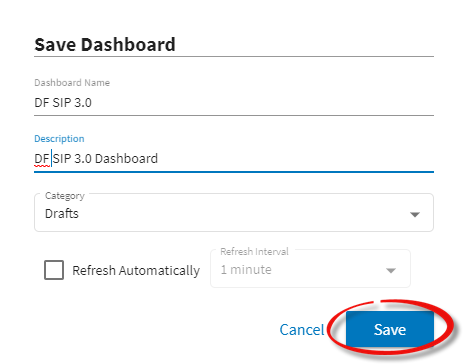 Save Dashboard
Dashboard Name
DF SIP 3.0
Description
DF SIP 3.0 Dashboard
Category
Drafts
Refresh Automatically
Refresh Interval
1 minute
Cancel
Save